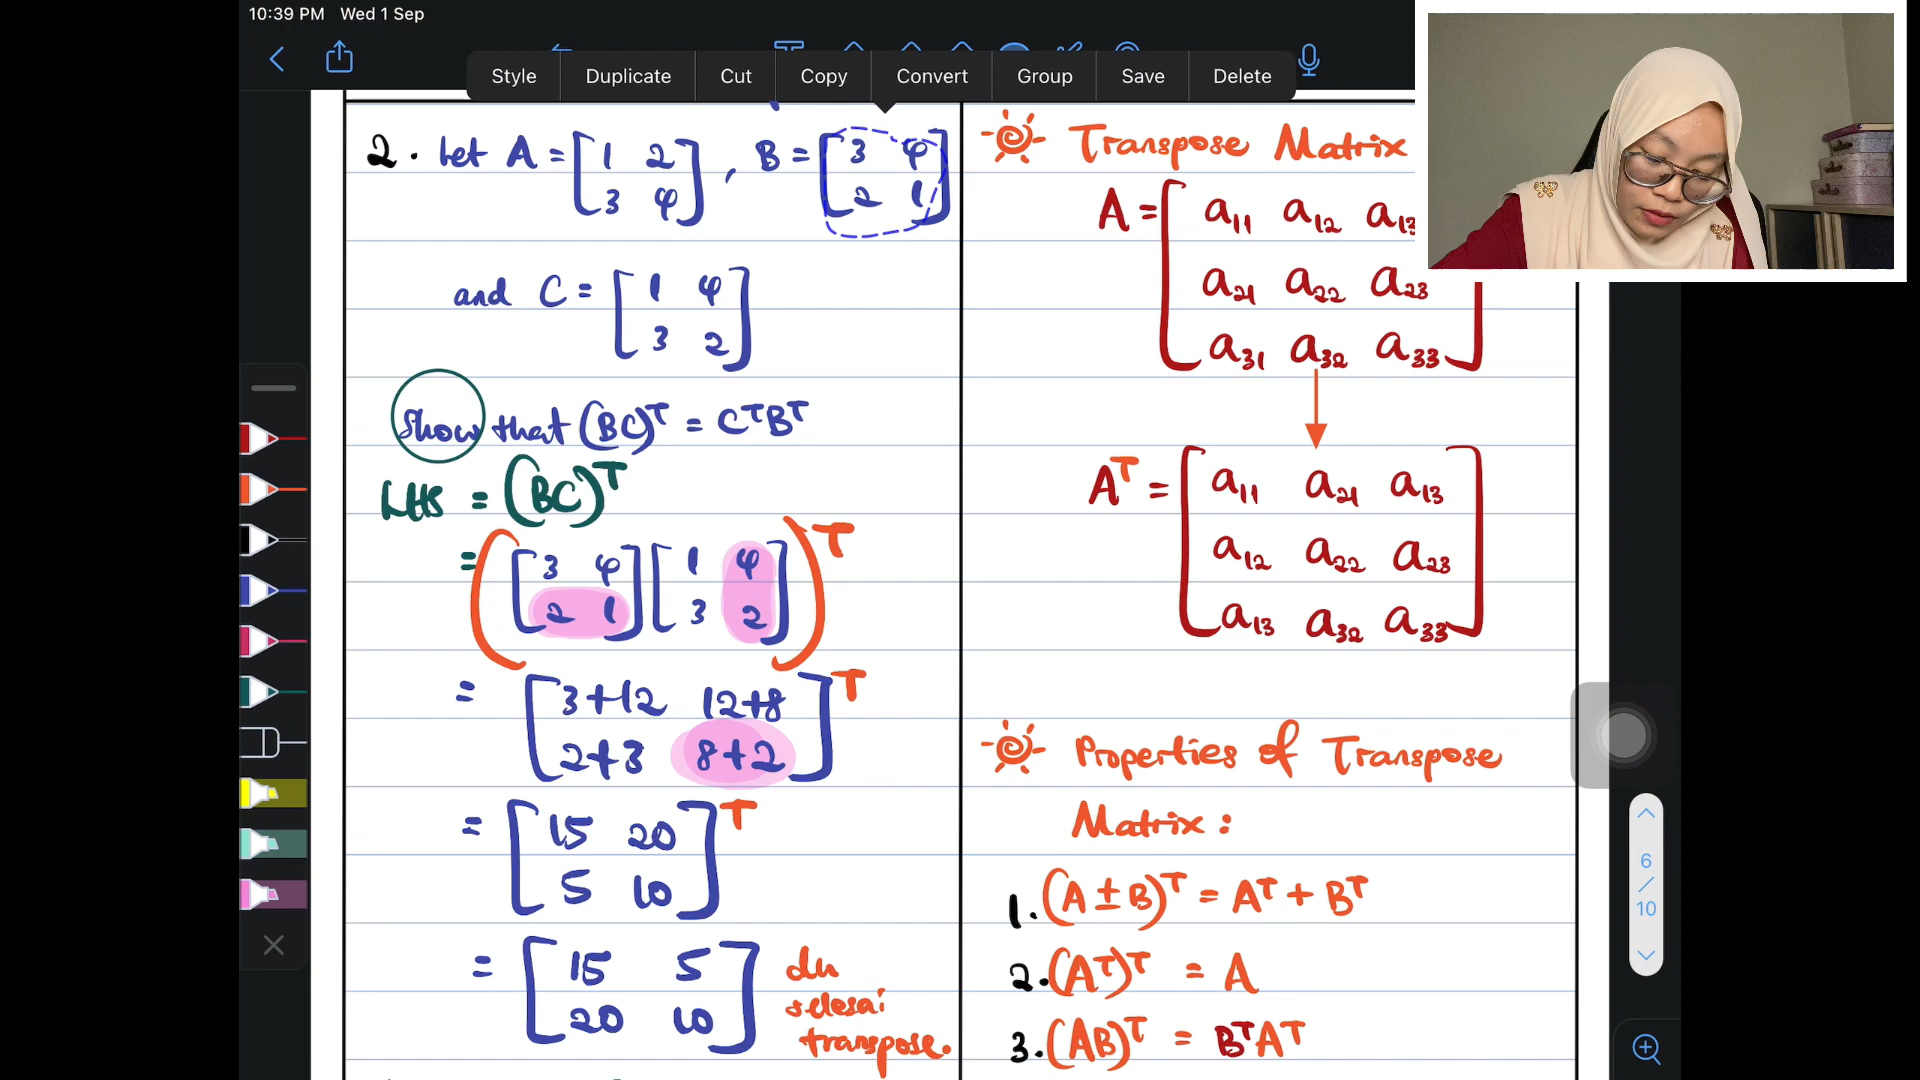 10:39 PM Wed 1 Sep
Style Duplicate Cut Copy Convert Group Save Delete
2. Let A = [1 2
3 4], B = [3 4
2 1]
and C = [1 4
3 2]
Show that (BC)ᵀ = CᵀBᵀ
LHS = (BC)ᵀ
= ([3 4
2 1] [1 4
3 2])ᵀ
= [3+12 12+8
2+3 8+2]ᵀ
= [15 20
5 10]ᵀ
= [15 5
20 10]
selesai
transpose.
Transpose Matrix
A = [a₁₁ a₁₂ a₁₃
a₂₁ a₂₂ a₂₃
a₃₁ a₃₂ a₃₃]
Aᵀ = [a₁₁ a₂₁ a₁₃
a₁₂ a₂₂ a₂₃
a₁₃ a₃₂ a₃₃]
Properties of Transpose
Matrix:
1. (A ± B)ᵀ = Aᵀ + Bᵀ
2. (Aᵀ)ᵀ = A
3. (AB)ᵀ = BᵀAᵀ
6
/
10